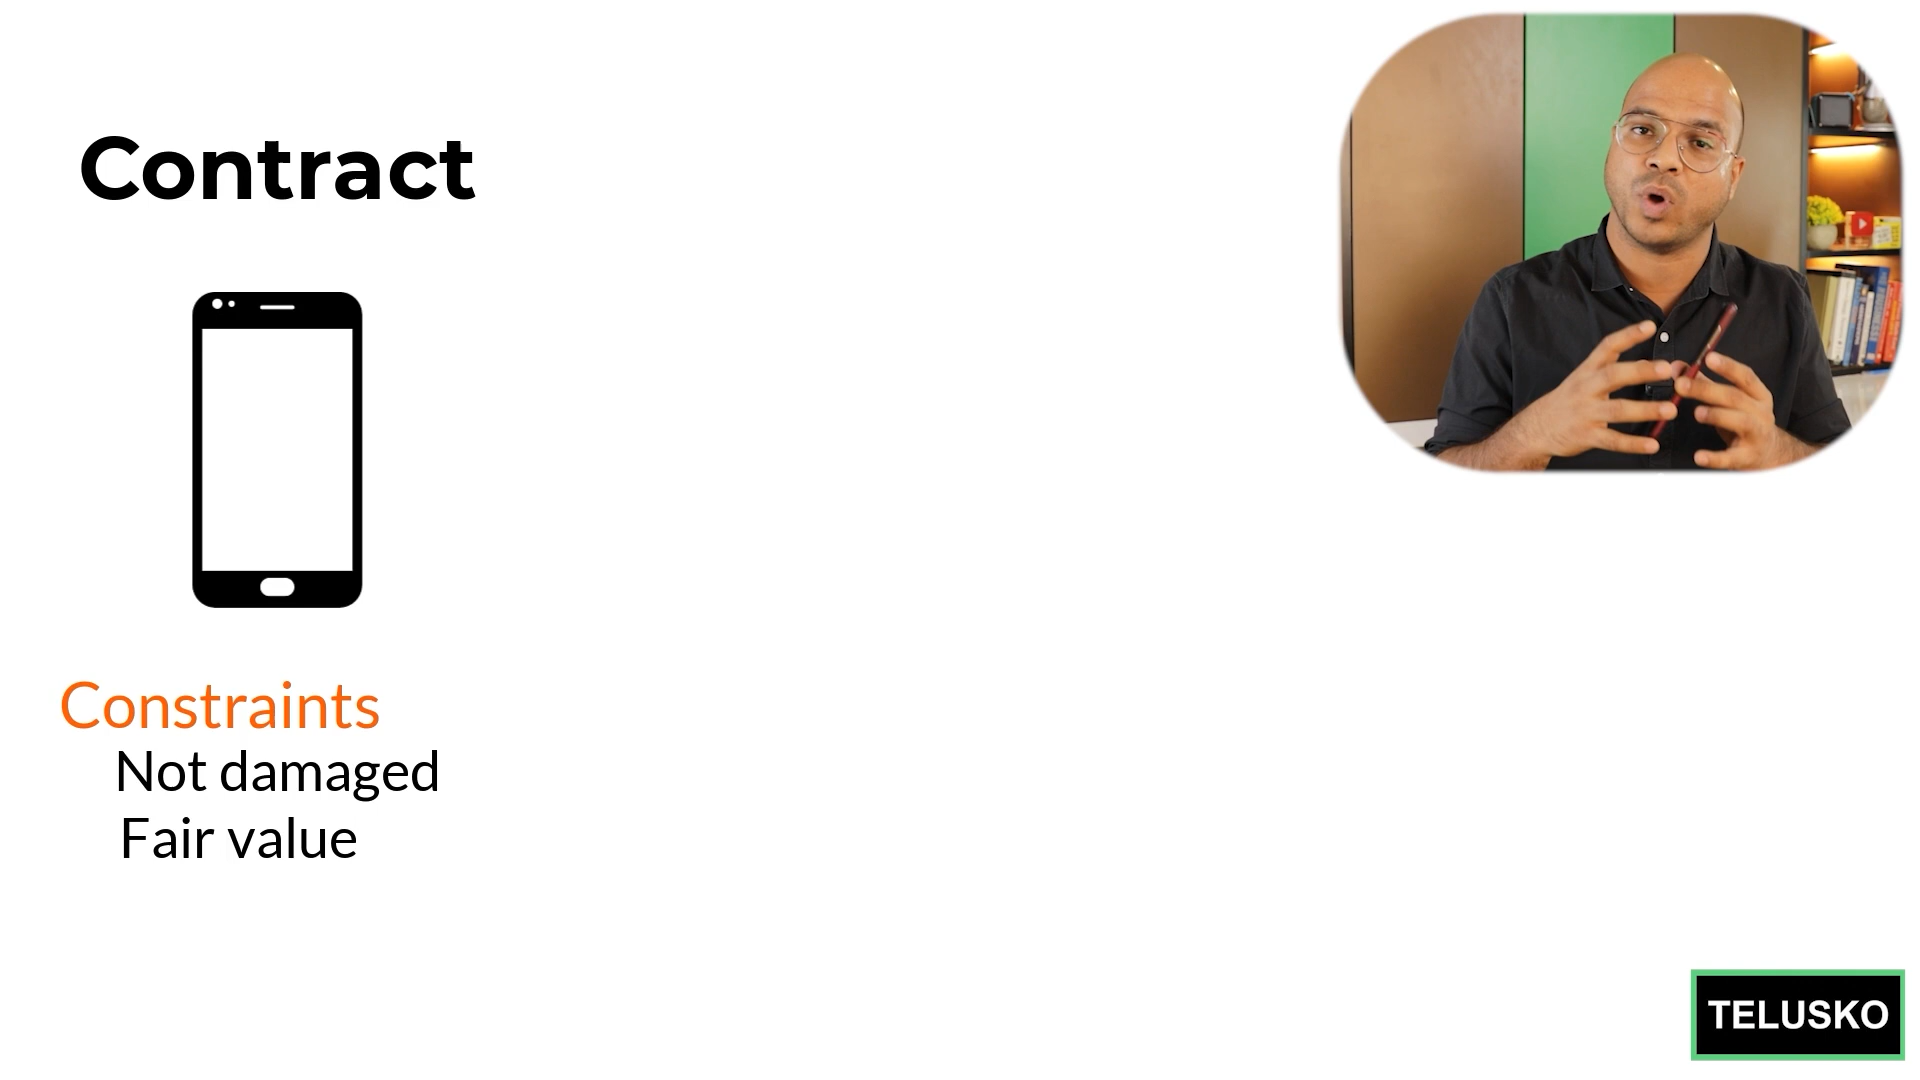 Contract
Constraints
Not damaged
Fair value
TELUSKO